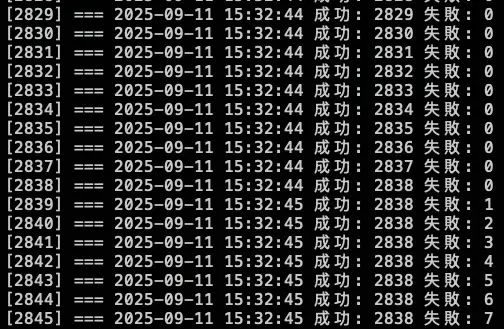 [2829] === 2025-09-11 15:32:44 成功: 2829 失敗: 0
[2830] === 2025-09-11 15:32:44 成功: 2830 失敗: 0
[2831] === 2025-09-11 15:32:44 成功: 2831 失敗: 0
[2832] === 2025-09-11 15:32:44 成功: 2832 失敗: 0
[2833] === 2025-09-11 15:32:44 成功: 2833 失敗: 0
[2834] === 2025-09-11 15:32:44 成功: 2834 失敗: 0
[2835] === 2025-09-11 15:32:44 成功: 2835 失敗: 0
[2836] === 2025-09-11 15:32:44 成功: 2836 失敗: 0
[2837] === 2025-09-11 15:32:44 成功: 2837 失敗: 0
[2838] === 2025-09-11 15:32:44 成功: 2838 失敗: 0
[2839] === 2025-09-11 15:32:45 成功: 2838 失敗: 1
[2840] === 2025-09-11 15:32:45 成功: 2838 失敗: 2
[2841] === 2025-09-11 15:32:45 成功: 2838 失敗: 3
[2842] === 2025-09-11 15:32:45 成功: 2838 失敗: 4
[2843] === 2025-09-11 15:32:45 成功: 2838 失敗: 5
[2844] === 2025-09-11 15:32:45 成功: 2838 失敗: 6
[2845] === 2025-09-11 15:32:45 成功: 2838 失敗: 7